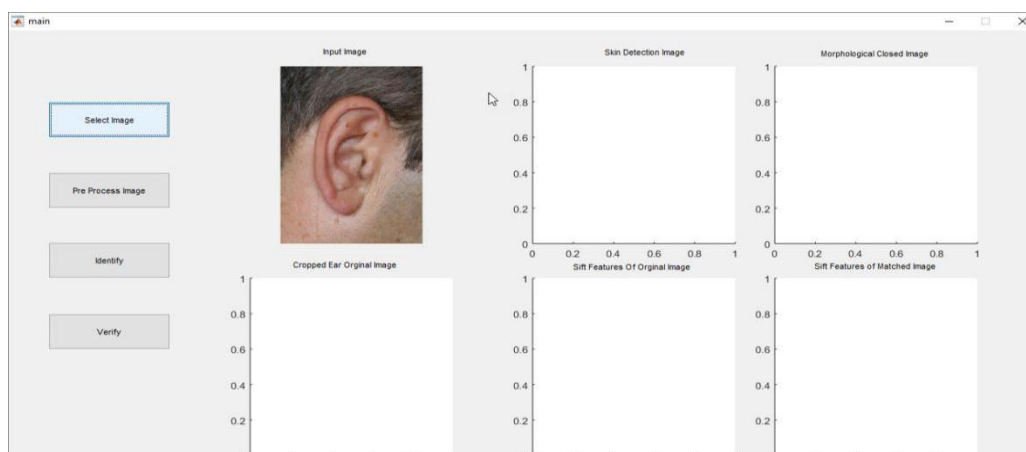 main
Input Image
Skin Detection Image
Morphological Closed Image
Select Image
Pre Process Image
Identify
Verify
1
0.8
0.6
0.4
0.2
0
0 0.2 0.4 0.6 0.8 1
1
0.8
0.6
0.4
0.2
0
0 0.2 0.4 0.6 0.8 1
Cropped Ear Orginal Image
Sift Features Of Orginal Image
Sift Features of Matched Image
1
0.8
0.6
0.4
0.2
1
0.8
0.6
0.4
0.2
1
0.8
0.6
0.4
0.2